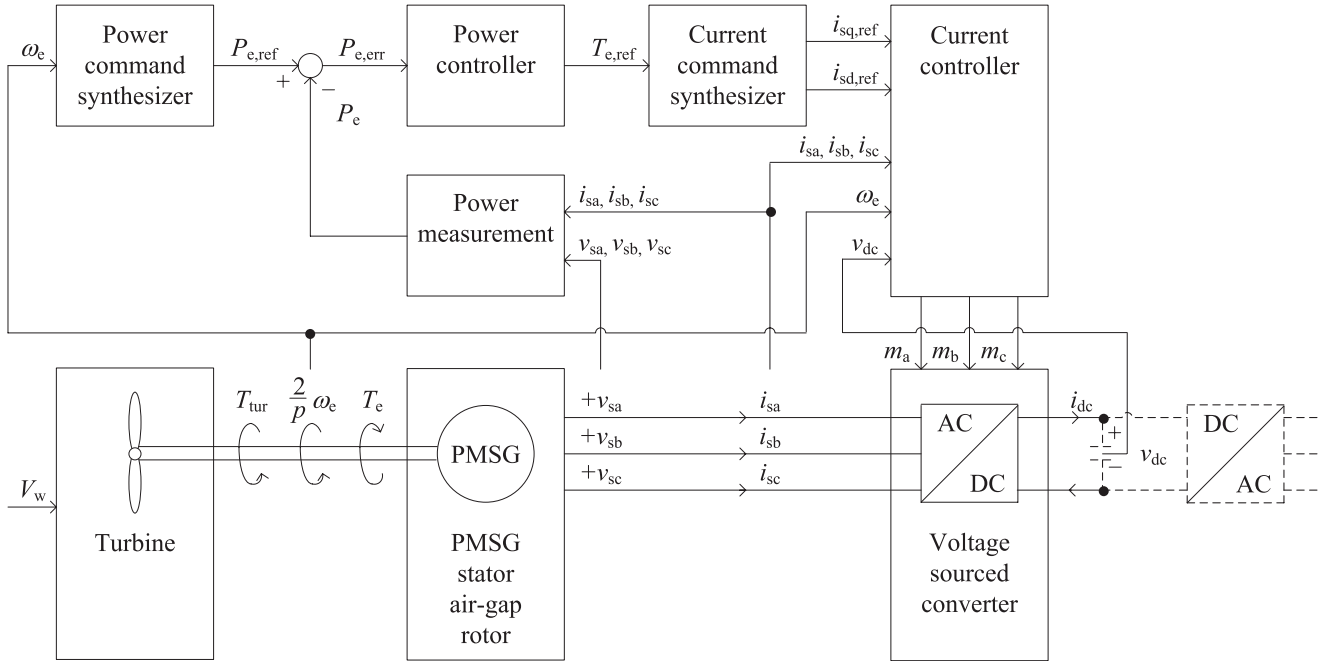 ωe
Power
command
synthesizer
Pe,ref
+
−
Pe
Pe,err
Power
controller
Te,ref
Current
command
synthesizer
isq,ref
isd,ref
Current
controller
isa, isb, isc
ωe
vdc
Power
measurement
isa, isb, isc
vsa, vsb, vsc
ma mb mc
Vw
Turbine
Ttur
2/p ωe
Te
PMSG
PMSG
stator
air-gap
rotor
+vsa
+vsb
+vsc
isa
isb
isc
AC
DC
Voltage
sourced
converter
idc
+
−
vdc
DC
AC